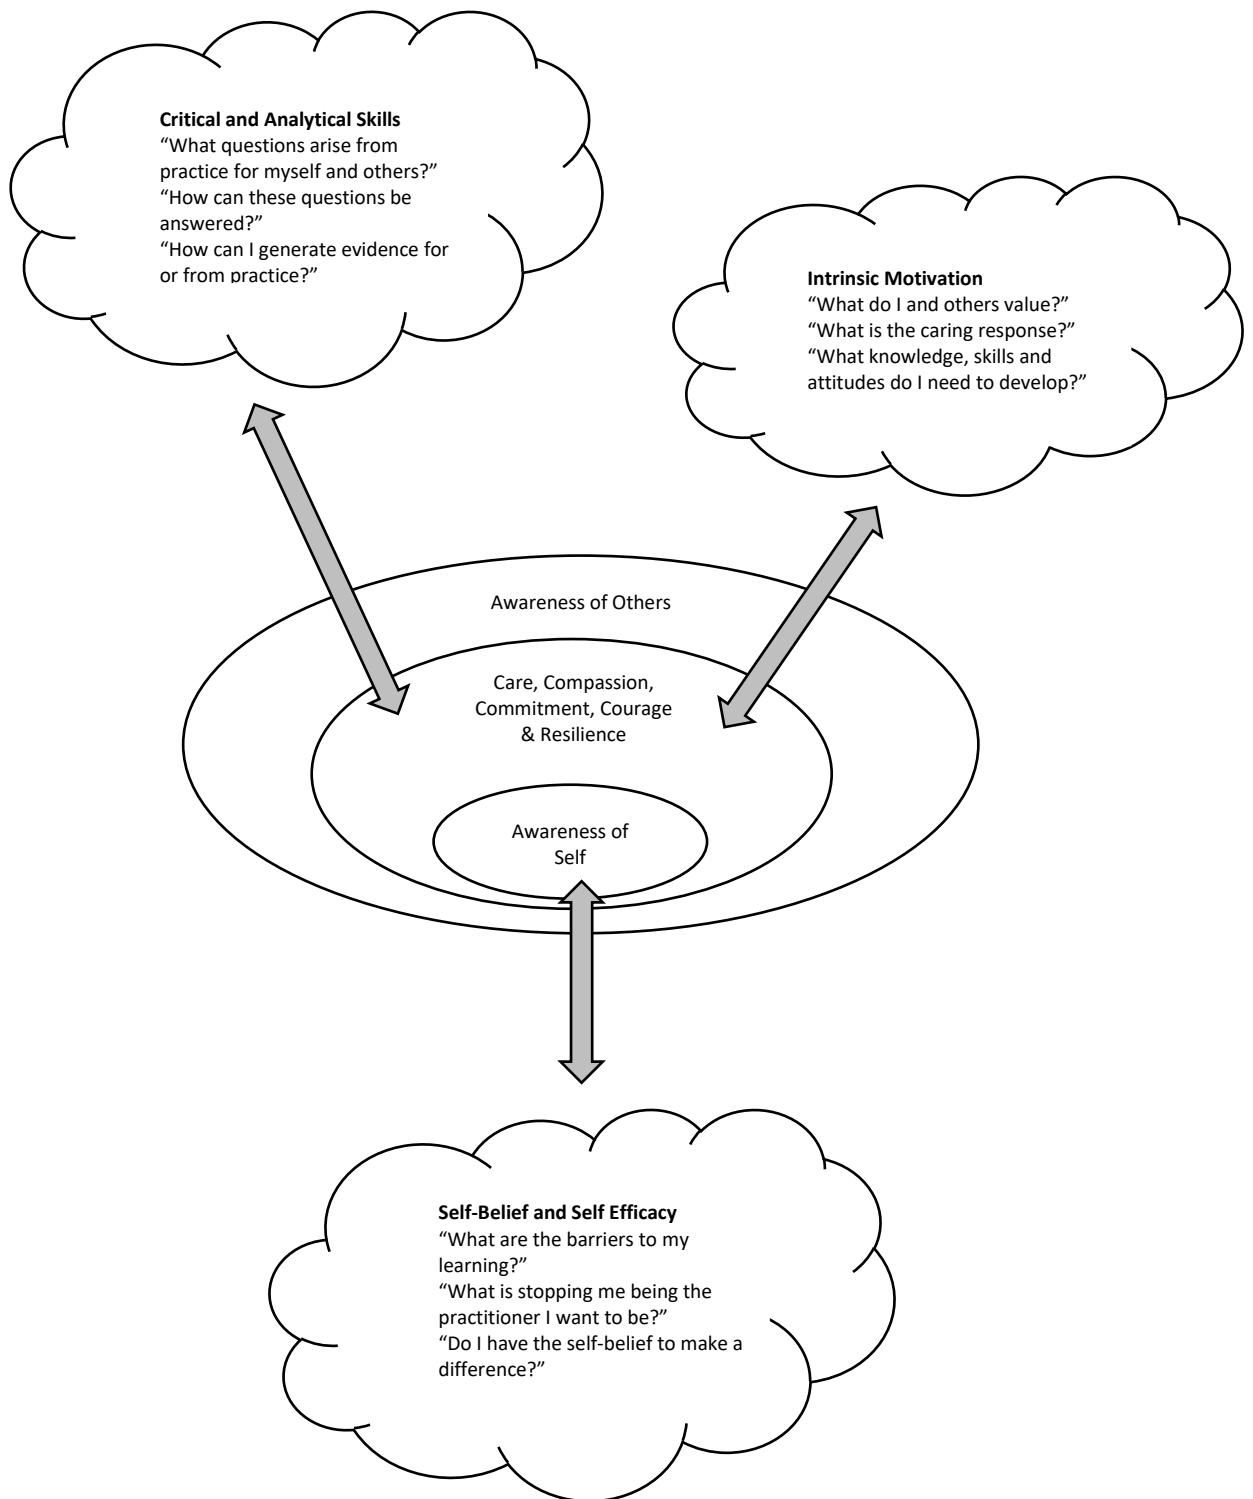 Critical and Analytical Skills
“What questions arise from
practice for myself and others?”
“How can these questions be
answered?”
“How can I generate evidence for
or from practice?”
Intrinsic Motivation
“What do I and others value?”
“What is the caring response?”
“What knowledge, skills and
attitudes do I need to develop?”
Awareness of Others
Care, Compassion,
Commitment, Courage
& Resilience
Awareness of
Self
Self-Belief and Self Efficacy
“What are the barriers to my
learning?”
“What is stopping me being the
practitioner I want to be?”
“Do I have the self-belief to make a
difference?”